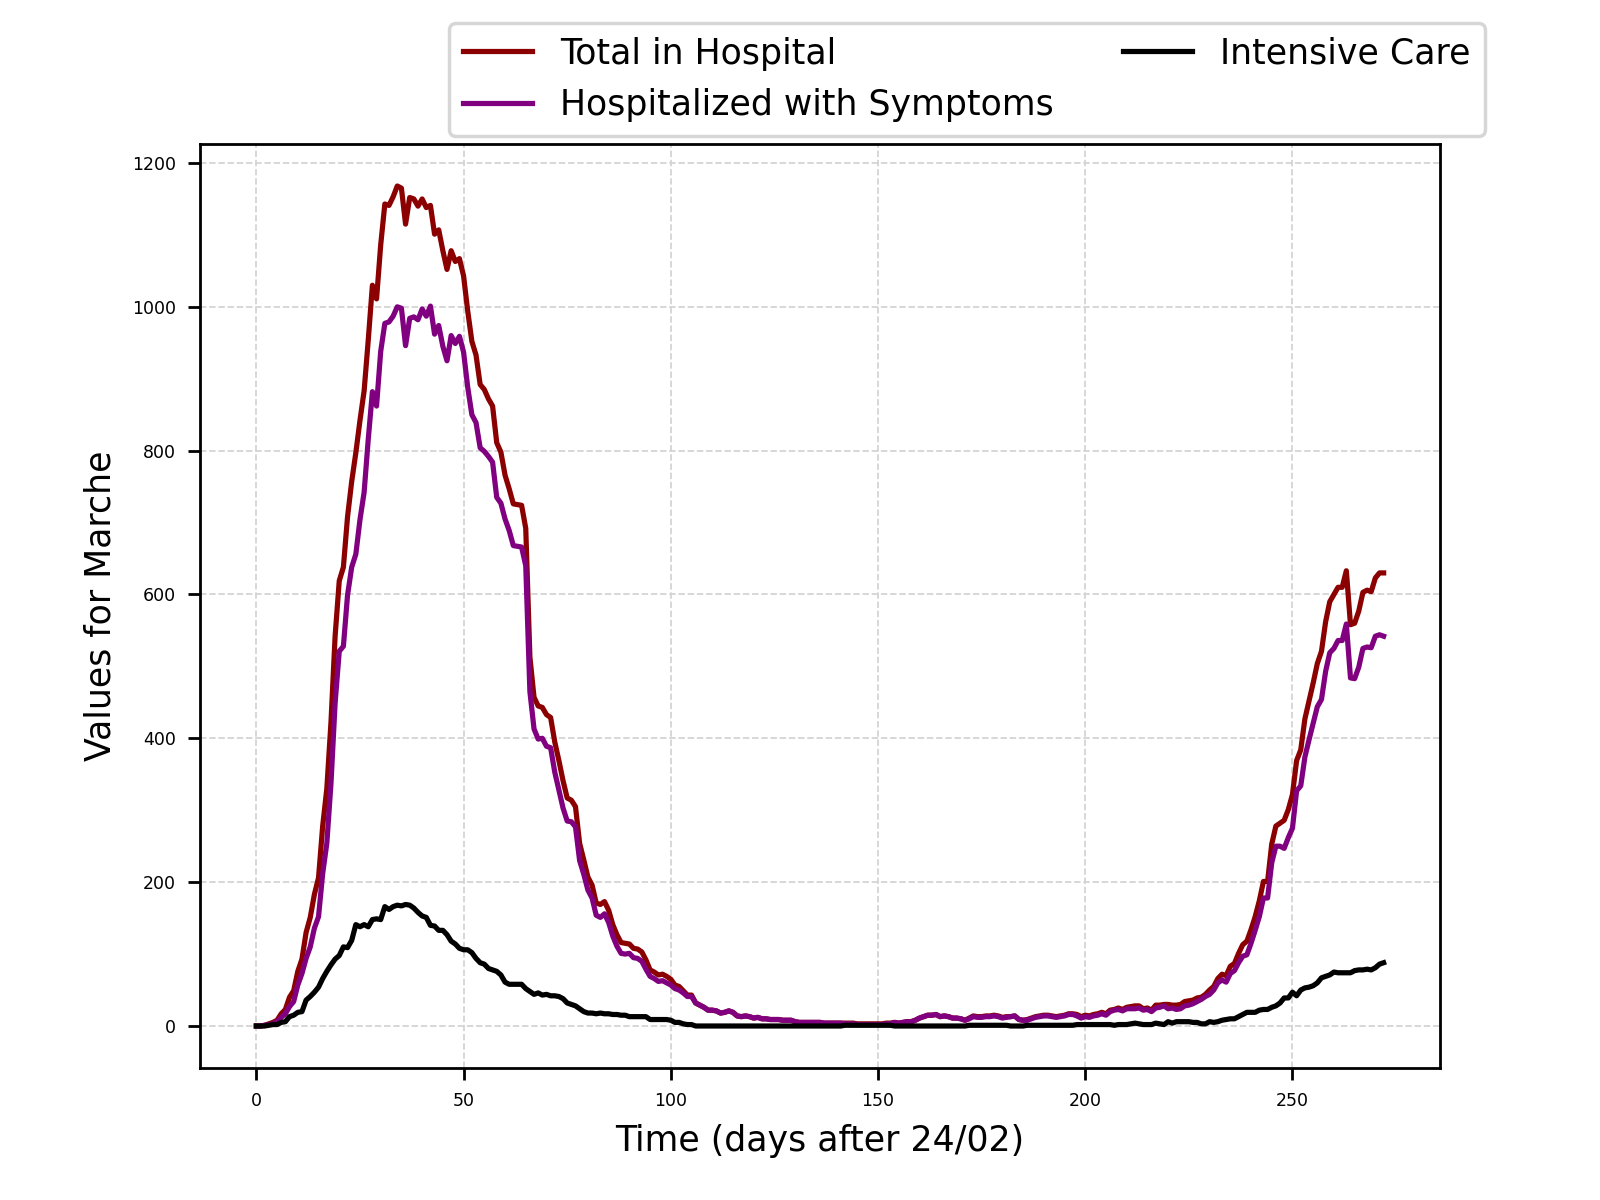 Total in Hospital
Hospitalized with Symptoms
Intensive Care
1200
1000
800
600
400
200
0
Values for Marche
0 50 100 150 200 250
Time (days after 24/02)